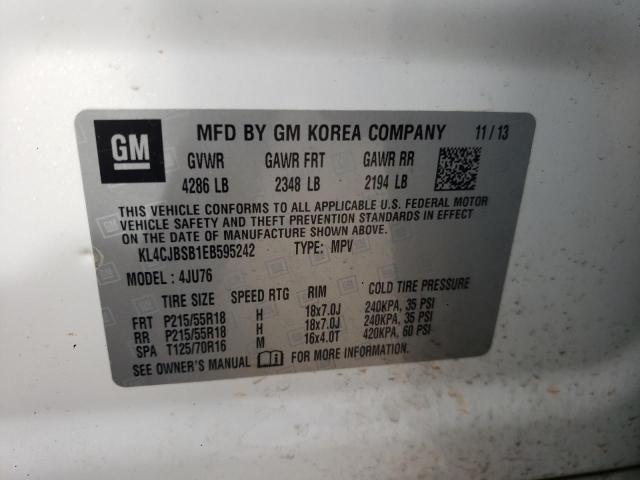 GM MFD BY GM KOREA COMPANY 11/13
GVWR GAWR FRT GAWR RR
4286 LB 2348 LB 2194 LB
THIS VEHICLE CONFORMS TO ALL APPLICABLE U.S. FEDERAL MOTOR
VEHICLE SAFETY AND THEFT PREVENTION STANDARDS IN EFFECT
ON THE DATE OF MANUFACTURE SHOWN ABOVE.
KL4CJBSB1EB595242 TYPE: MPV
MODEL: 4JU76
TIRE SIZE SPEED RTG RIM COLD TIRE PRESSURE
FRT P215/55R18 H 18x7.0J 240KPA, 35 PSI
RR P215/55R18 H 18x7.0J 240KPA, 35 PSI
SPA T125/70R16 M 16x4.0T 420KPA, 60 PSI
SEE OWNER'S MANUAL FOR MORE INFORMATION.